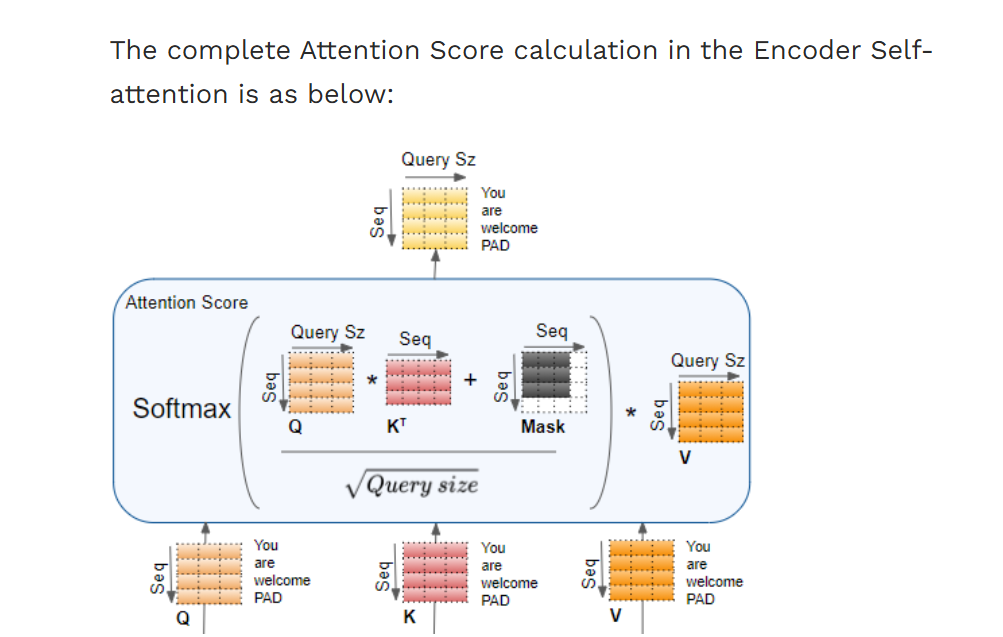 The complete Attention Score calculation in the Encoder Self-
attention is as below:
Query Sz
Seq
You
are
welcome
PAD
Attention Score
Softmax
Query Sz
Seq
Q
*
Seq
Kᵀ
+
Seq
Seq
Mask
√Query size
*
Query Sz
Seq
V
Seq
You
are
welcome
PAD
Q
Seq
You
are
welcome
PAD
K
Seq
You
are
welcome
PAD
V